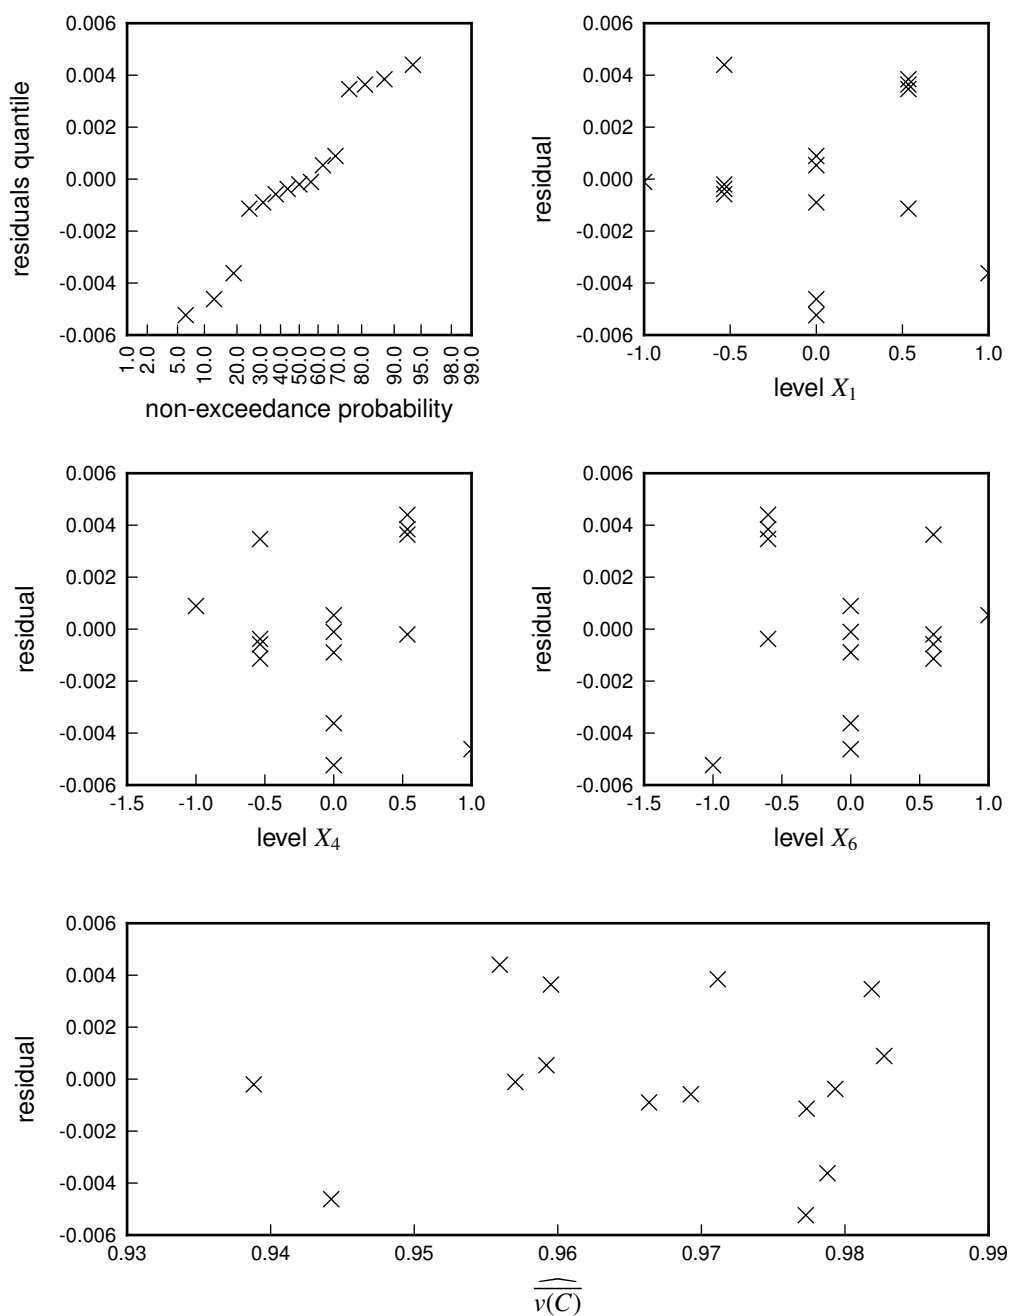 0.006
0.004
0.002
0.000
-0.002
-0.004
-0.006
residuals quantile
1.0 2.0 5.0 10.0 20.0 30.0 40.0 50.0 60.0 70.0 80.0 90.0 95.0 98.0 99.0
non-exceedance probability
0.006
0.004
0.002
0.000
-0.002
-0.004
-0.006
residual
-1.0 -0.5 0.0 0.5 1.0
level X1
0.006
0.004
0.002
0.000
-0.002
-0.004
-0.006
residual
-1.5 -1.0 -0.5 0.0 0.5 1.0
level X4
0.006
0.004
0.002
0.000
-0.002
-0.004
-0.006
residual
-1.5 -1.0 -0.5 0.0 0.5 1.0
level X6
0.006
0.004
0.002
0.000
-0.002
-0.004
-0.006
residual
0.93 0.94 0.95 0.96 0.97 0.98 0.99
v(C)